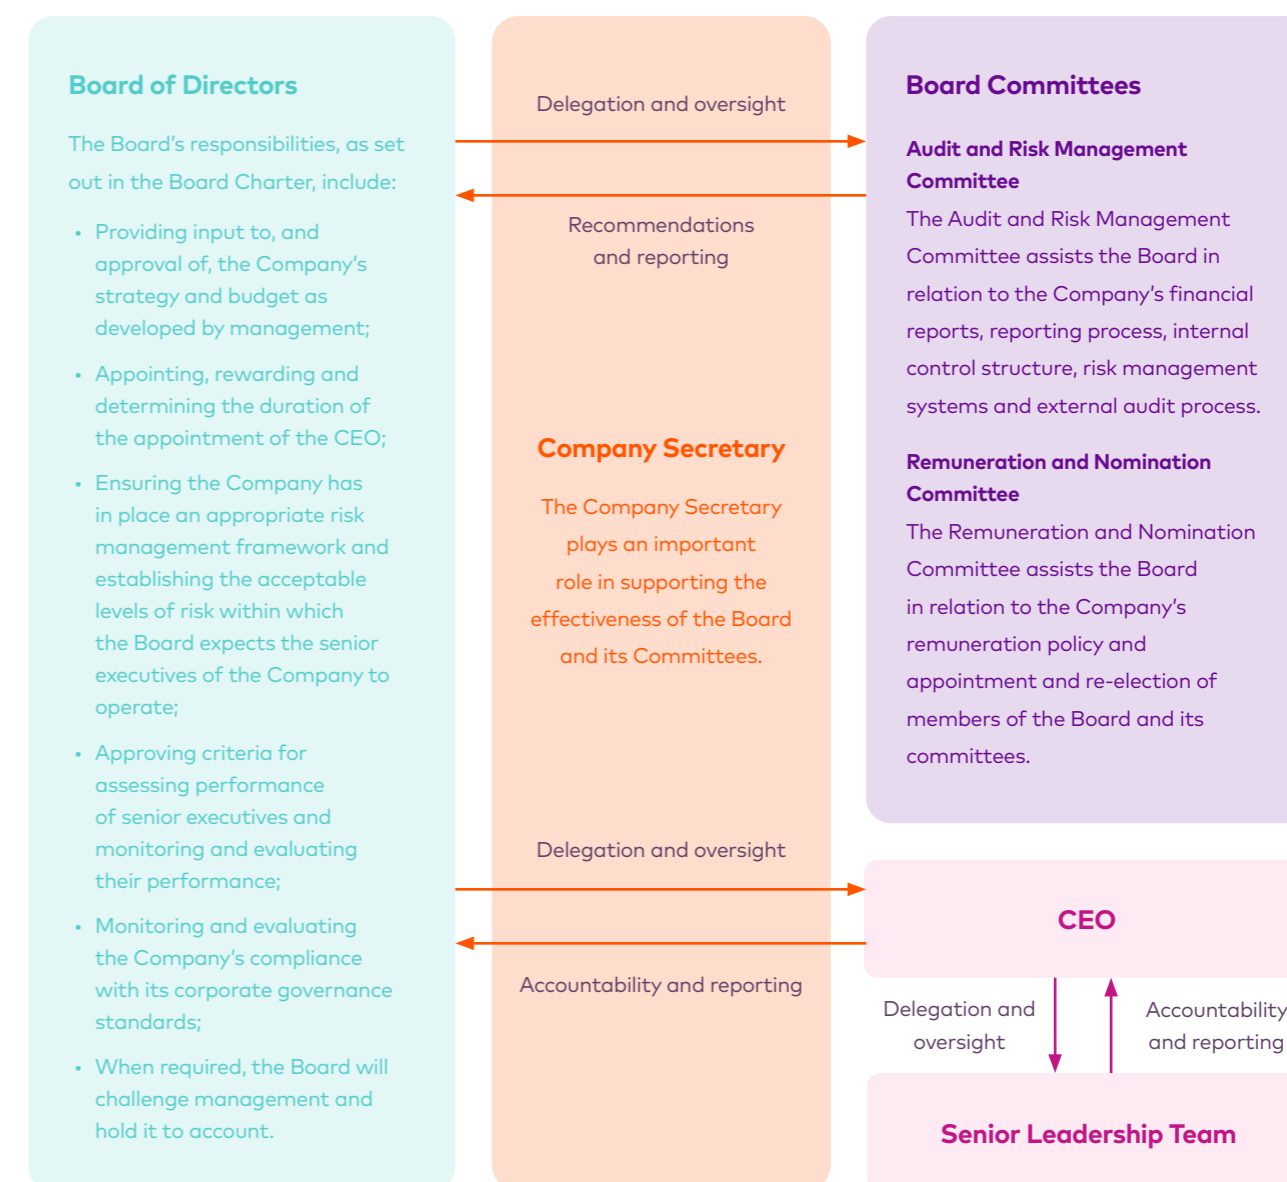 Board of Directors
The Board’s responsibilities, as set
out in the Board Charter, include:
• Providing input to, and
approval of, the Company’s
strategy and budget as
developed by management;
• Appointing, rewarding and
determining the duration of
the appointment of the CEO;
• Ensuring the Company has
in place an appropriate risk
management framework and
establishing the acceptable
levels of risk within which
the Board expects the senior
executives of the Company to
operate;
• Approving criteria for
assessing performance
of senior executives and
monitoring and evaluating
their performance;
• Monitoring and evaluating
the Company’s compliance
with its corporate governance
standards;
• When required, the Board will
challenge management and
hold it to account.
Delegation and oversight
Recommendations
and reporting
Company Secretary
The Company Secretary
plays an important
role in supporting the
effectiveness of the Board
and its Committees.
Delegation and oversight
Accountability and reporting
Board Committees
Audit and Risk Management
Committee
The Audit and Risk Management
Committee assists the Board in
relation to the Company’s financial
reports, reporting process, internal
control structure, risk management
systems and external audit process.
Remuneration and Nomination
Committee
The Remuneration and Nomination
Committee assists the Board
in relation to the Company’s
remuneration policy and
appointment and re-election of
members of the Board and its
committees.
CEO
Delegation and
oversight
Accountability
and reporting
Senior Leadership Team